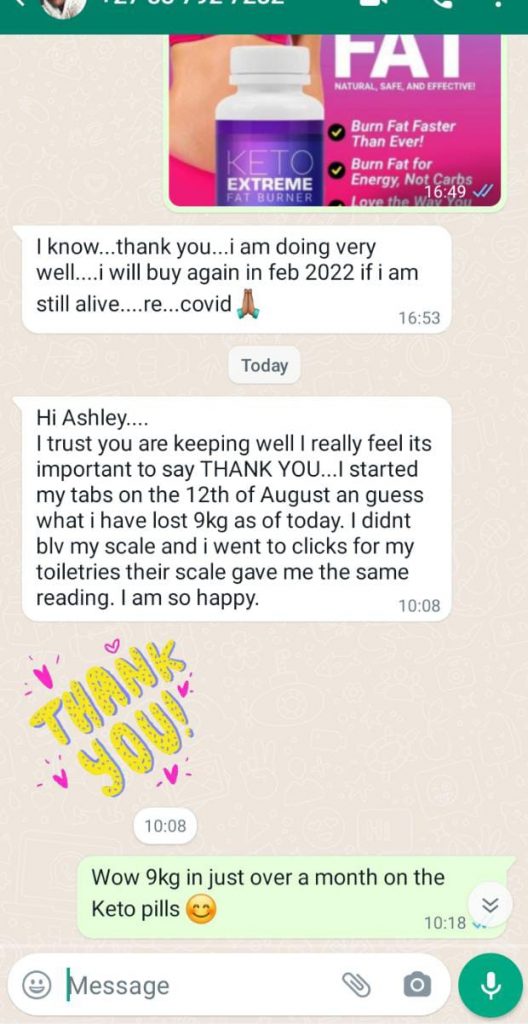 FAT
NATURAL, SAFE, AND EFFECTIVE!
KETO
EXTREME
FAT BURNER
Burn Fat Faster
Than Ever!
Burn Fat for
Energy, Not Carbs
Love the Way You
16:49
I know...thank you...i am doing very
well....i will buy again in feb 2022 if i am
still alive....re...covid
16:53
Today
Hi Ashley....
I trust you are keeping well I really feel its
important to say THANK YOU...I started
my tabs on the 12th of August an guess
what i have lost 9kg as of today. I didnt
blv my scale and i went to clicks for my
toiletries their scale gave me the same
reading. I am so happy.
10:08
THANK
YOU!
10:08
Wow 9kg in just over a month on the
Keto pills
10:18
Message